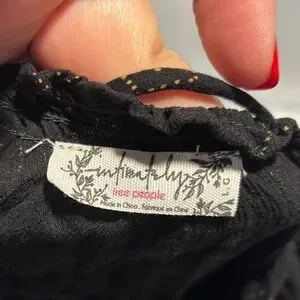 intimately
free people
Made in China . Fabriqué en Chine